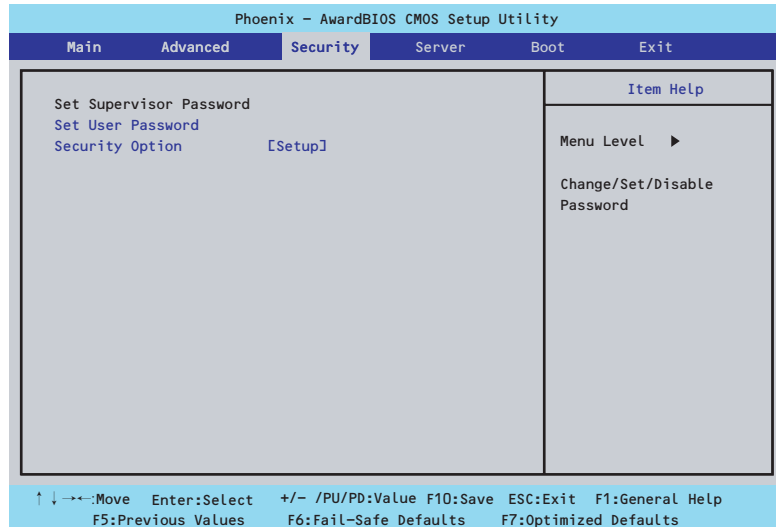 Phoenix - AwardBIOS CMOS Setup Utility
Main Advanced Security Server Boot Exit
Set Supervisor Password
Set User Password
Security Option [Setup]
Item Help
Menu Level ▶
Change/Set/Disable
Password
↑↓→←:Move Enter:Select +/- /PU/PD:Value F10:Save ESC:Exit F1:General Help
F5:Previous Values F6:Fail-Safe Defaults F7:Optimized Defaults